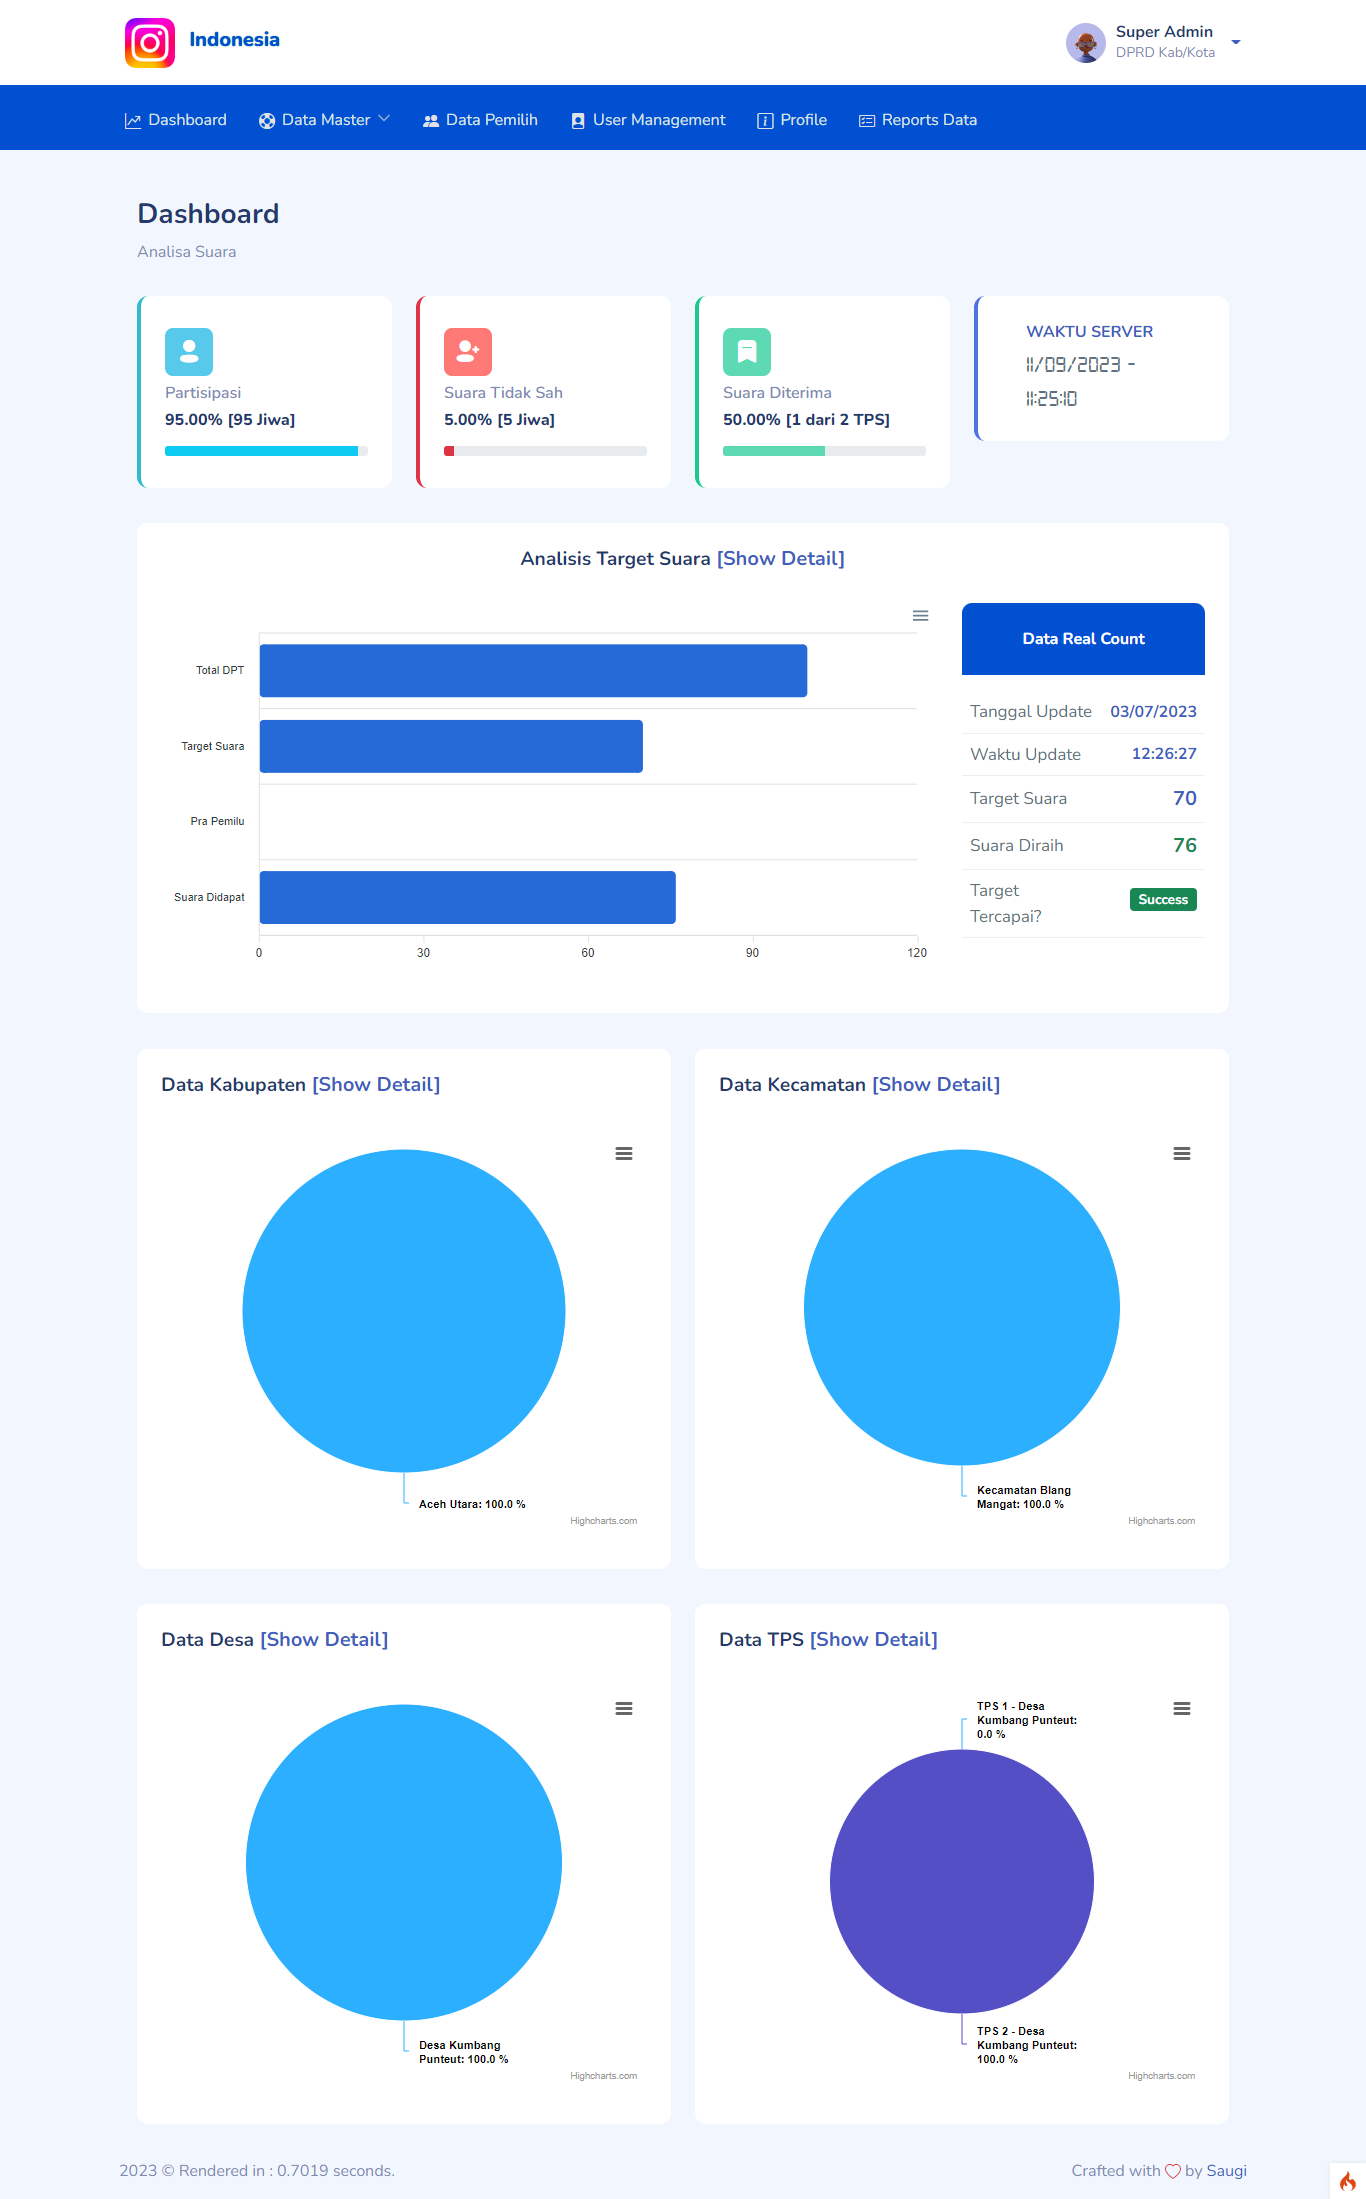 Indonesia
Super Admin
DPRD Kab/Kota
Dashboard
Data Master
Data Pemilih
User Management
Profile
Reports Data
Dashboard
Analisa Suara
Partisipasi
95.00% [95 Jiwa]
Suara Tidak Sah
5.00% [5 Jiwa]
Suara Diterima
50.00% [1 dari 2 TPS]
WAKTU SERVER
11/09/2023 -
11:25:10
Analisis Target Suara [Show Detail]
Total DPT
Target Suara
Pra Pemilu
Suara Didapat
0 30 60 90 120
Data Real Count
Tanggal Update 03/07/2023
Waktu Update 12:26:27
Target Suara 70
Suara Diraih 76
Target
Tercapai?
Success
Data Kabupaten [Show Detail]
Aceh Utara: 100.0 %
Highcharts.com
Data Kecamatan [Show Detail]
Kecamatan Blang
Mangat: 100.0 %
Highcharts.com
Data Desa [Show Detail]
Desa Kumbang
Punteut: 100.0 %
Highcharts.com
Data TPS [Show Detail]
TPS 1 - Desa
Kumbang Punteut:
0.0 %
TPS 2 - Desa
Kumbang Punteut:
100.0 %
Highcharts.com
2023 © Rendered in : 0.7019 seconds.
Crafted with by Saugi